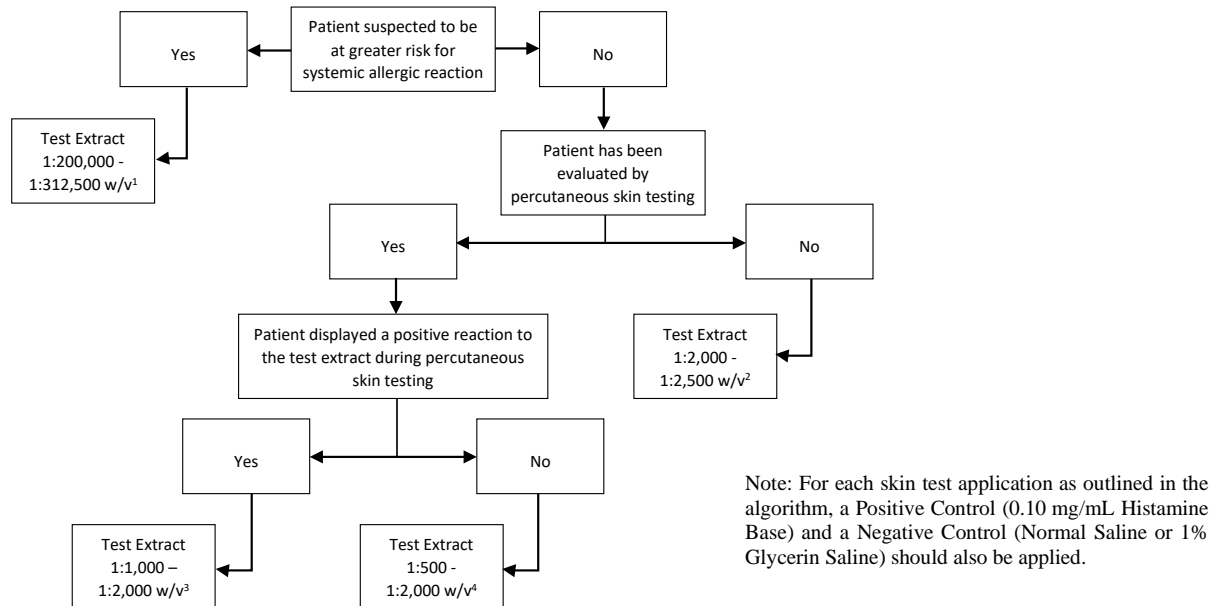 Patient suspected to be
at greater risk for
systemic allergic reaction
Yes
No
Test Extract
1:200,000 -
1:312,500 w/v¹
Patient has been
evaluated by
percutaneous skin testing
Yes
No
Patient displayed a positive reaction to
the test extract during percutaneous
skin testing
Test Extract
1:2,000 -
1:2,500 w/v²
Yes
No
Test Extract
1:1,000 –
1:2,000 w/v³
Test Extract
1:500 -
1:2,000 w/v⁴
Note: For each skin test application as outlined in the
algorithm, a Positive Control (0.10 mg/mL Histamine
Base) and a Negative Control (Normal Saline or 1%
Glycerin Saline) should also be applied.